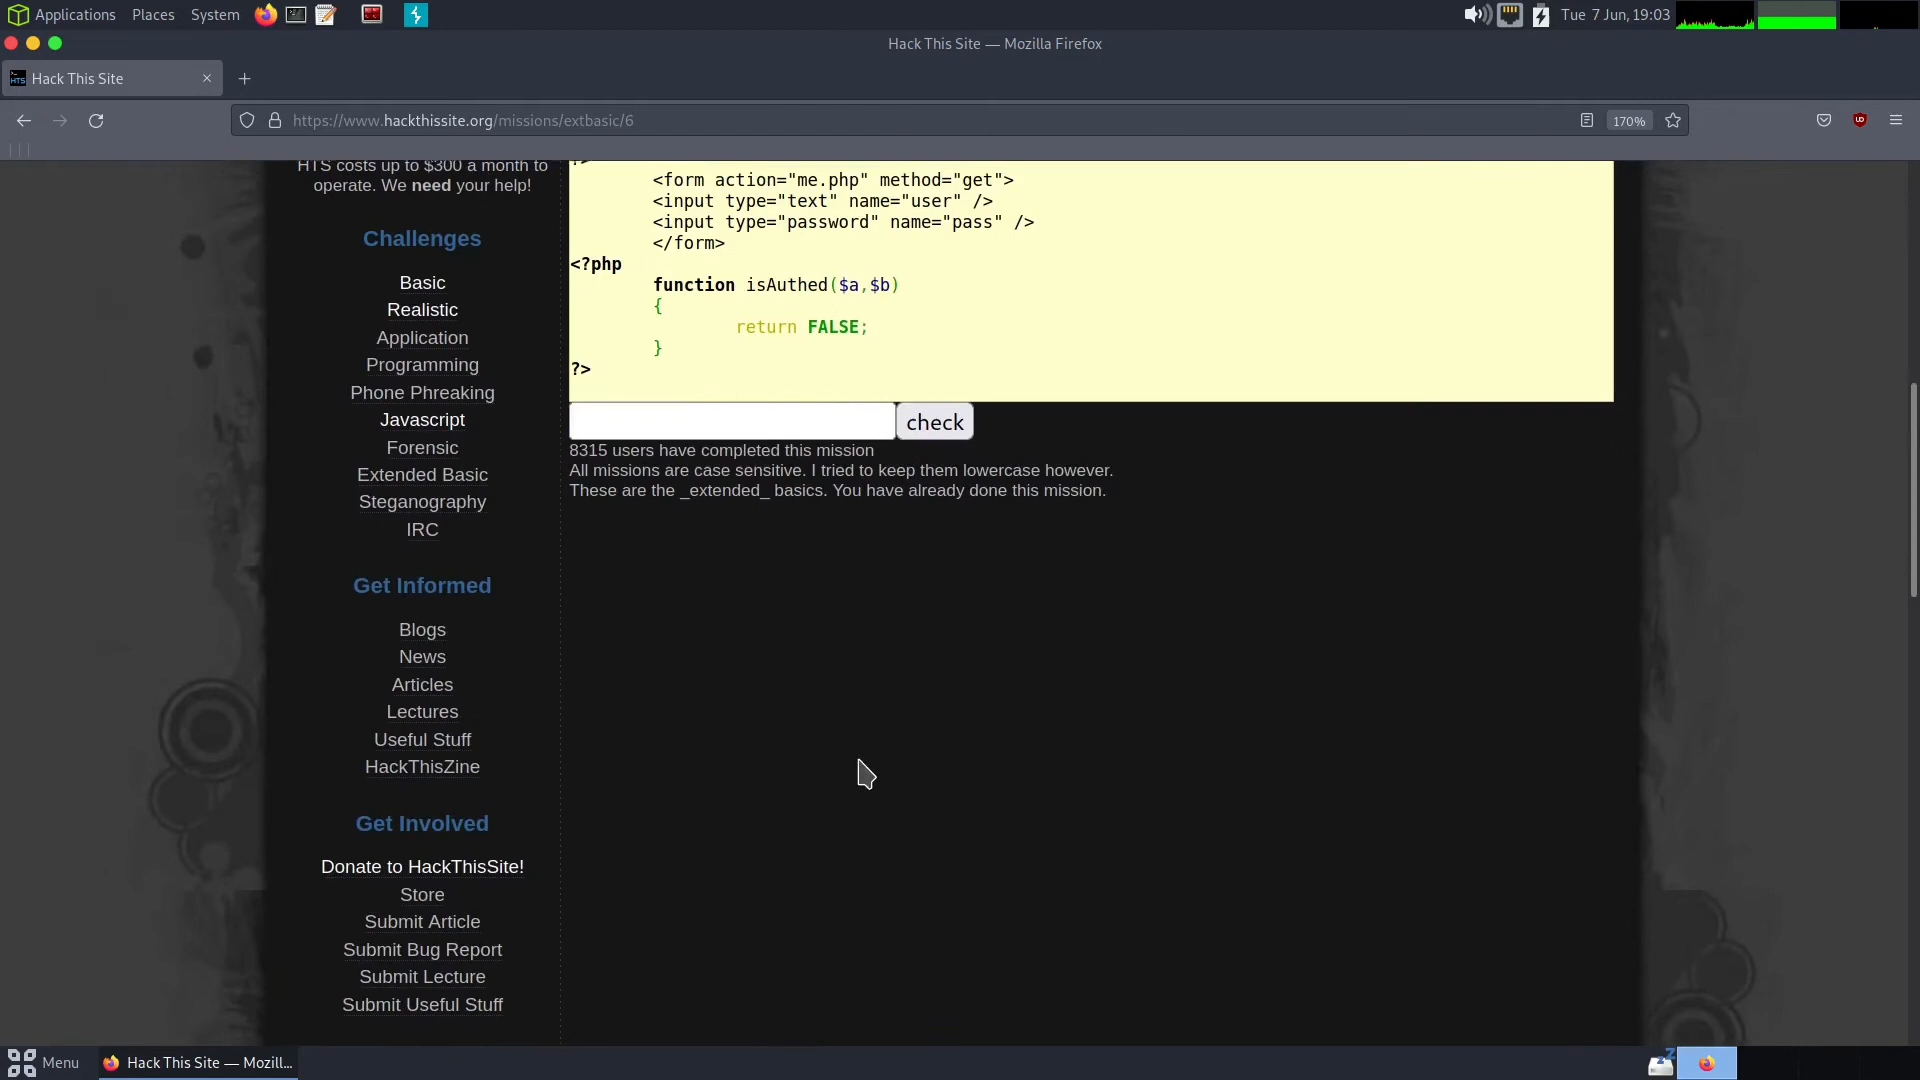 Applications Places System
Tue 7 Jun, 19:03
Hack This Site — Mozilla Firefox
HTS Hack This Site
https://www.hackthissite.org/missions/extbasic/6
170%
HTS costs up to $300 a month to
operate. We need your help!
Challenges
Basic
Realistic
Application
Programming
Phone Phreaking
Javascript
Forensic
Extended Basic
Steganography
IRC
Get Informed
Blogs
News
Articles
Lectures
Useful Stuff
HackThisZine
Get Involved
Donate to HackThisSite!
Store
Submit Article
Submit Bug Report
Submit Lecture
Submit Useful Stuff
?>
<form action="me.php" method="get">
<input type="text" name="user" />
<input type="password" name="pass" />
</form>
<?php
function isAuthed($a,$b)
{
return FALSE;
}
?>
check
8315 users have completed this mission
All missions are case sensitive. I tried to keep them lowercase however.
These are the _extended_ basics. You have already done this mission.
Menu
Hack This Site — Mozill...